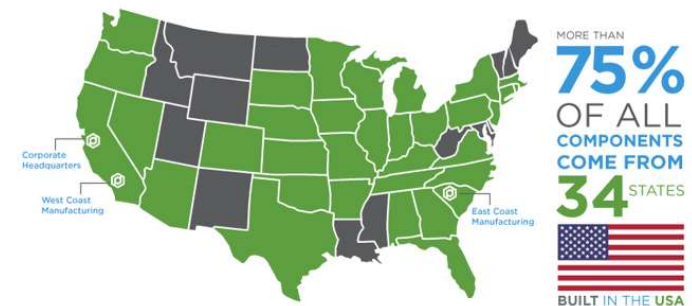 MORE THAN
75%
OF ALL
COMPONENTS
COME FROM
34 STATES
BUILT IN THE USA
Corporate
Headquarters
West Coast
Manufacturing
East Coast
Manufacturing